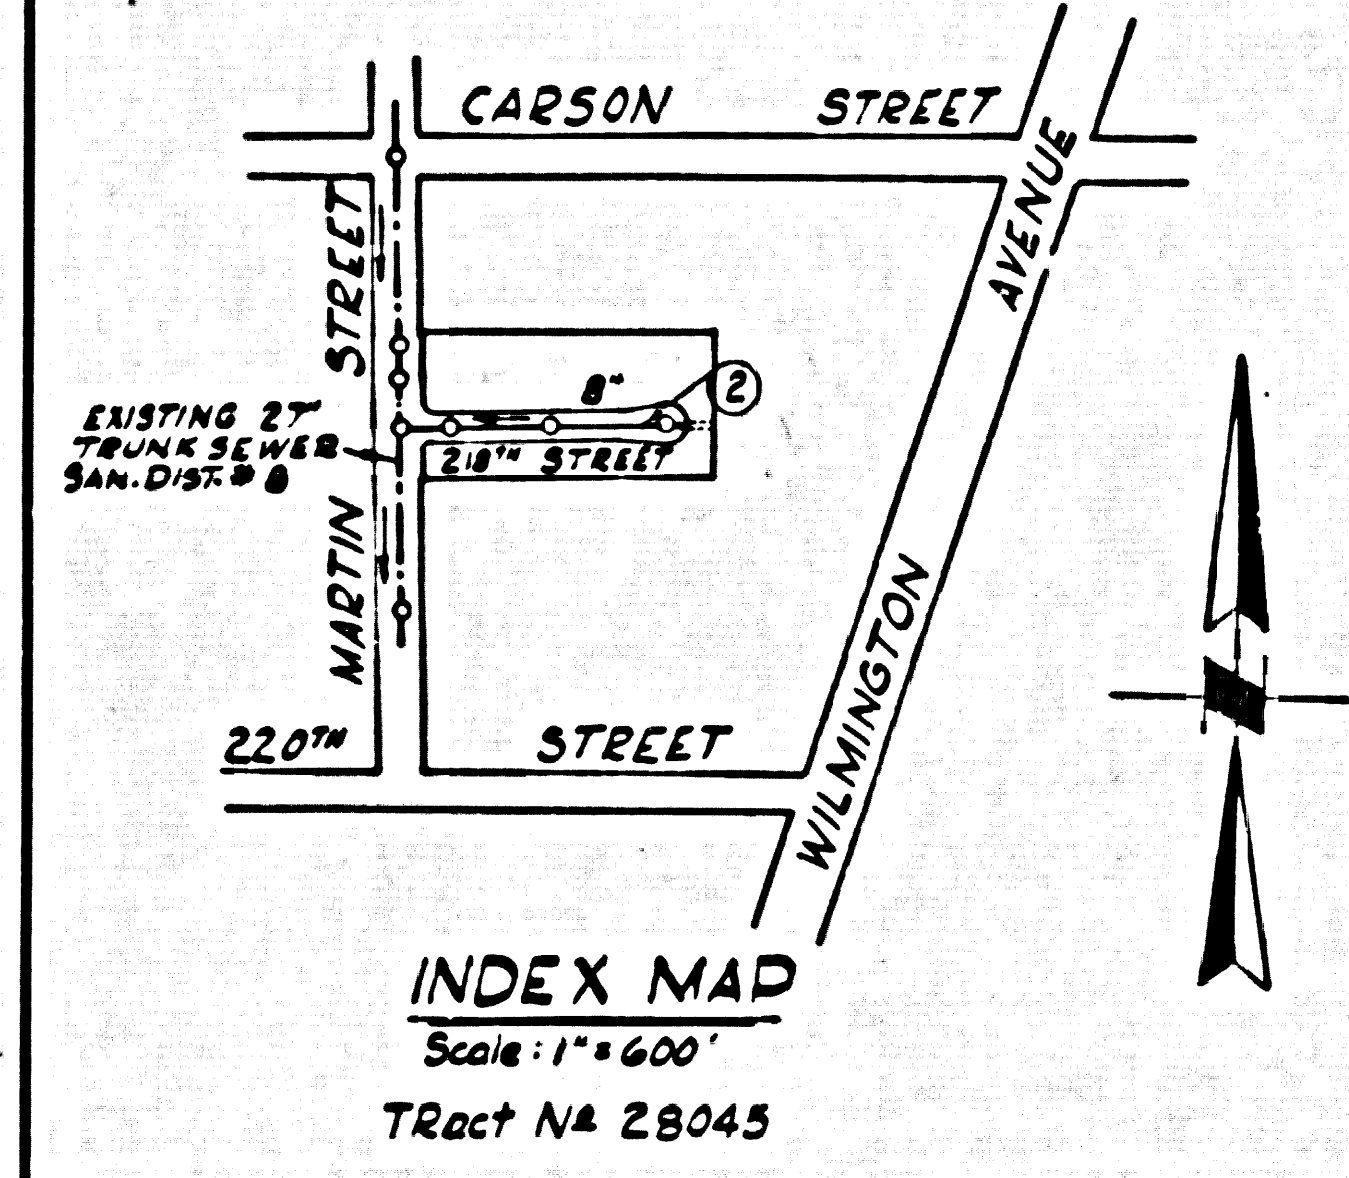 CARSON STREET
MARTIN STREET
WILMINGTON AVENUE
8"
2
EXISTING 27"
TRUNK SEWER
SAN. DIST. # 8
218TH STREET
220TH STREET
INDEX MAP
Scale: 1" = 600'
TRact No 28045